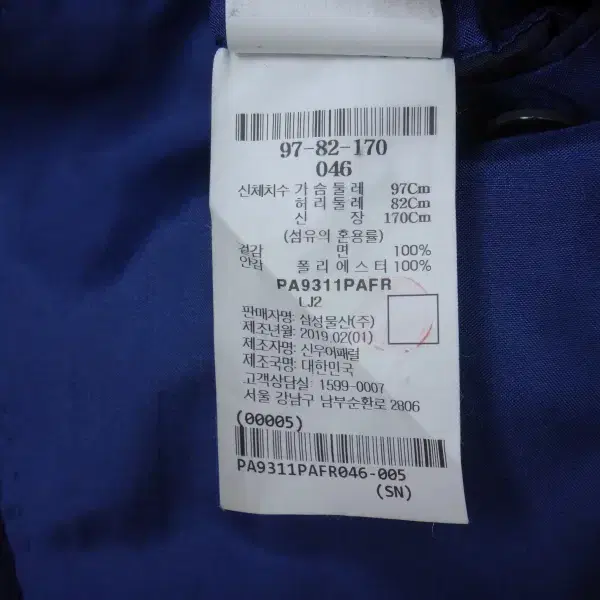 97-82-170
046
신체치수 가슴둘레 97Cm
허리둘레 82Cm
신 장 170Cm
(섬유의 혼용률)
겉감 면 100%
안감 폴리에스터 100%
PA9311PAFR
LJ2
판매자명: 삼성물산(주)
제조년월: 2019.02(01)
제조자명: 신우어패럴
제조국명: 대한민국
고객상담실: 1599-0007
서울 강남구 남부순환로 2806
(00005)
PA9311PAFR046-005
(SN)